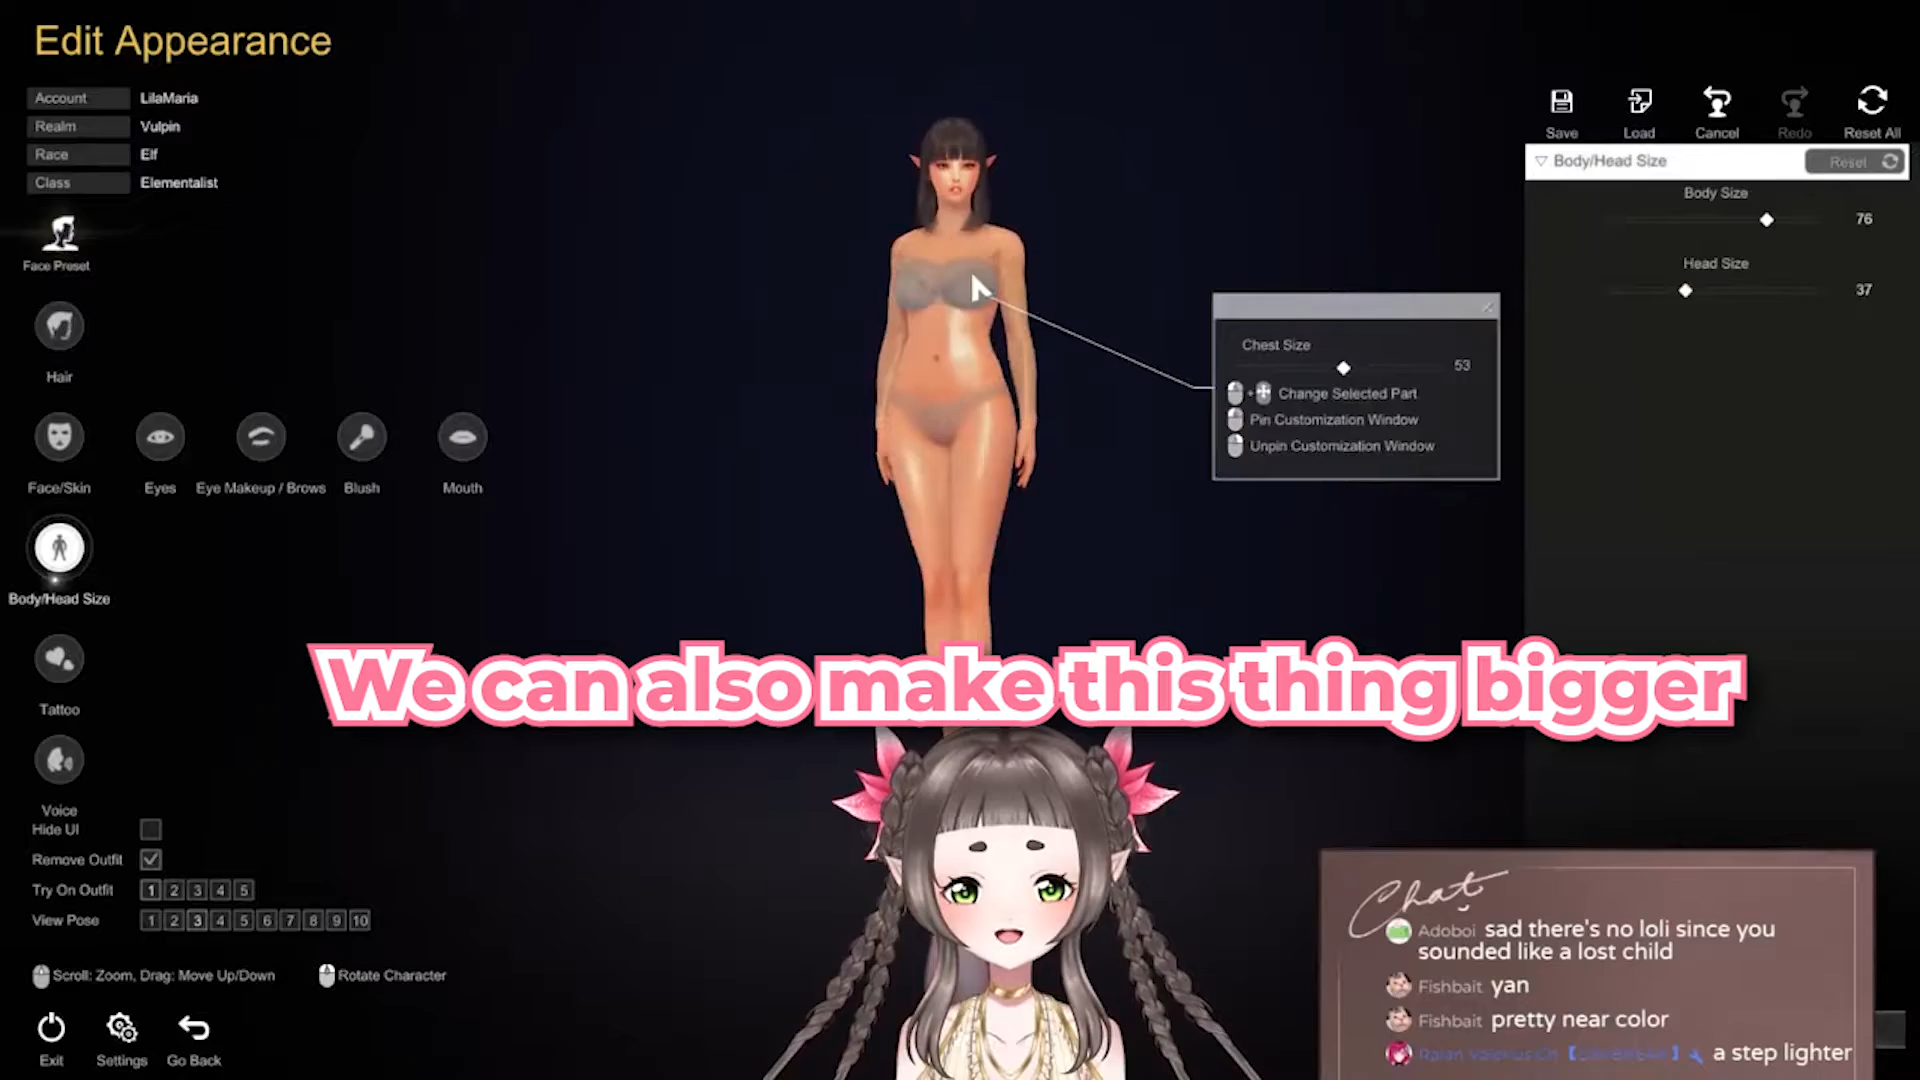 Edit Appearance
Account LilaMaria
Realm Vulpin
Race Elf
Class Elementalist
Save Load Cancel Redo Reset All
Body/Head Size Reset
Body Size
76
Head Size
37
Face Preset
Hair
Chest Size
53
+ Change Selected Part
Pin Customization Window
Unpin Customization Window
Face/Skin Eyes Eye Makeup / Brows Blush Mouth
Body/Head Size
We can also make this thing bigger
Tattoo
Voice
Hide UI
Remove Outfit
Try On Outfit 1 2 3 4 5
View Pose 1 2 3 4 5 6 7 8 9 10
Scroll: Zoom, Drag: Move Up/Down Rotate Character
Exit Settings Go Back
Chat
Adoboi sad there's no loli since you
sounded like a lost child
Fishbait yan
Fishbait pretty near color
a step lighter